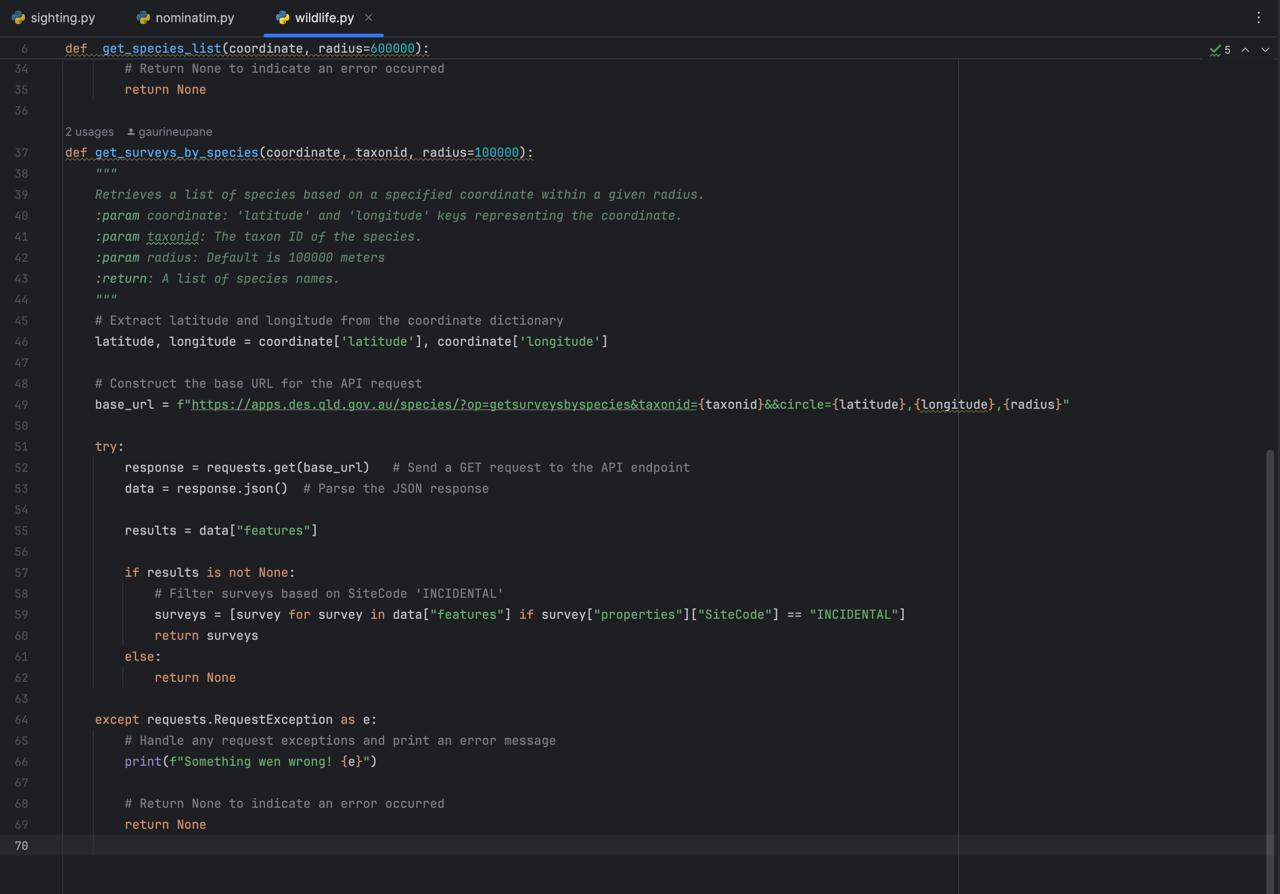 sighting.py nominatim.py wildlife.py
6 def _get_species_list(coordinate, radius=600000):
5
34 # Return None to indicate an error occurred
35 return None
36
2 usages gaurineupane
37 def get_surveys_by_species(coordinate, taxonid, radius=100000):
38 """
39 Retrieves a list of species based on a specified coordinate within a given radius.
40 :param coordinate: 'latitude' and 'longitude' keys representing the coordinate.
41 :param taxonid: The taxon ID of the species.
42 :param radius: Default is 100000 meters
43 :return: A list of species names.
44 """
45 # Extract latitude and longitude from the coordinate dictionary
46 latitude, longitude = coordinate['latitude'], coordinate['longitude']
47
48 # Construct the base URL for the API request
49 base_url = f"https://apps.des.qld.gov.au/species/?op=getsurveysbyspecies&taxonid={taxonid}&&circle={latitude},{longitude},{radius}"
50
51 try:
52 response = requests.get(base_url) # Send a GET request to the API endpoint
53 data = response.json() # Parse the JSON response
54
55 results = data["features"]
56
57 if results is not None:
58 # Filter surveys based on SiteCode 'INCIDENTAL'
59 surveys = [survey for survey in data["features"] if survey["properties"]["SiteCode"] == "INCIDENTAL"]
60 return surveys
61 else:
62 return None
63
64 except requests.RequestException as e:
65 # Handle any request exceptions and print an error message
66 print(f"Something wen wrong! {e}")
67
68 # Return None to indicate an error occurred
69 return None
70